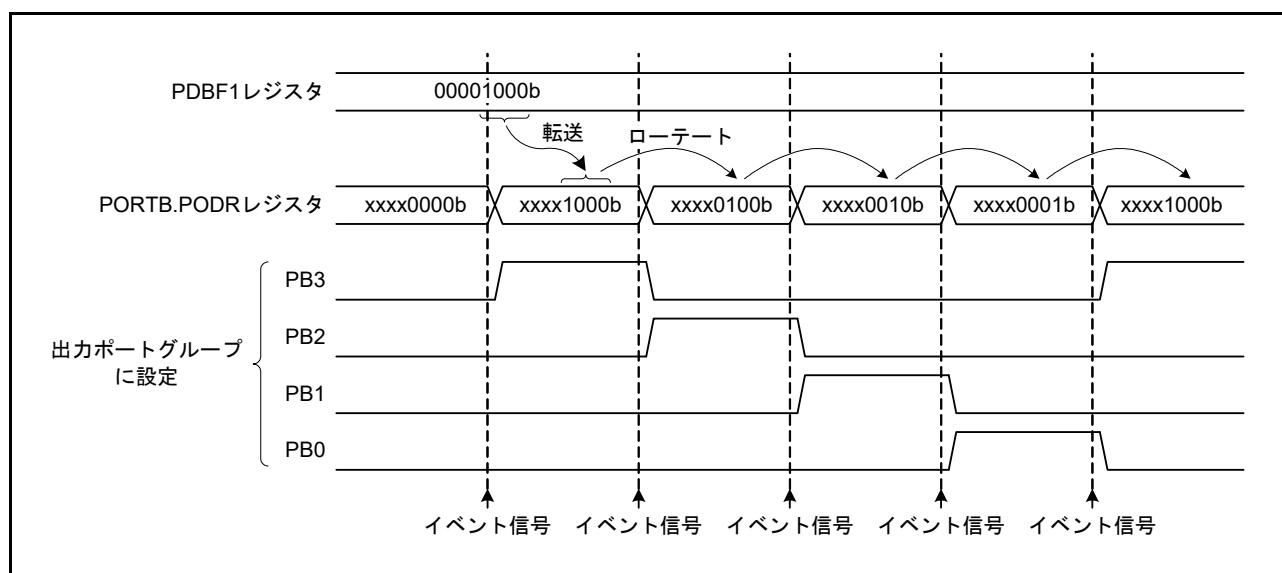 PDBF1レジスタ
00001000b
転送
ローテート
PORTB.PODRレジスタ
xxxx0000b
xxxx1000b
xxxx0100b
xxxx0010b
xxxx0001b
xxxx1000b
出力ポートグループ
に設定
PB3
PB2
PB1
PB0
イベント信号
イベント信号
イベント信号
イベント信号
イベント信号